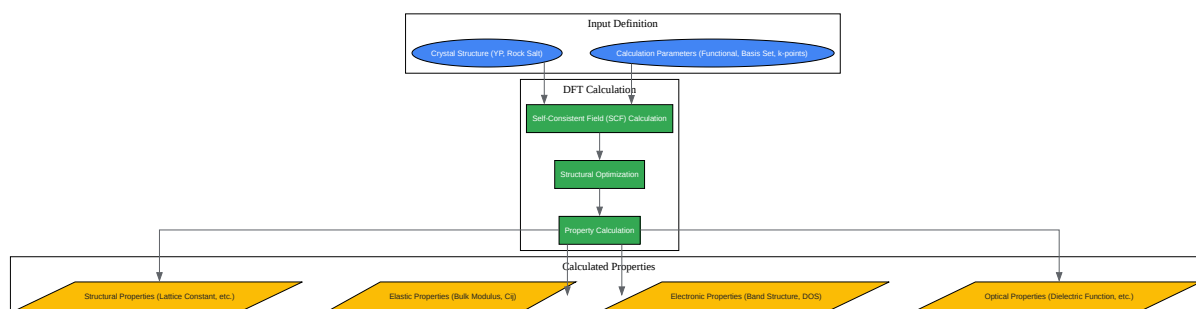 Input Definition
Crystal Structure (YP, Rock Salt)
Calculation Parameters (Functional, Basis Set, k-points)
DFT Calculation
Self-Consistent Field (SCF) Calculation
Structural Optimization
Property Calculation
Calculated Properties
Structural Properties (Lattice Constant, etc.)
Elastic Properties (Bulk Modulus, Cij)
Electronic Properties (Band Structure, DOS)
Optical Properties (Dielectric Function, etc.)